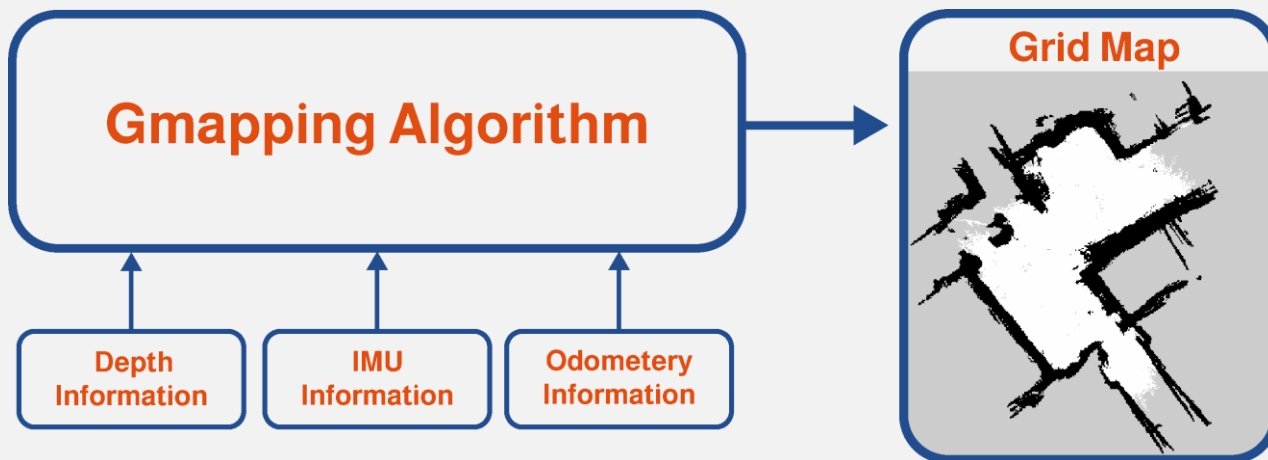 Gmapping Algorithm
Grid Map
Depth
Information
IMU
Information
Odometery
Information